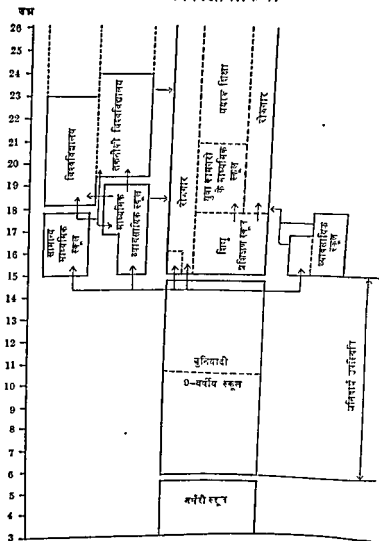 वर्ष
26
25
24
23
22
21
20
19
18
17
16
15
14
13
12
11
10
9
8
7
6
5
4
3
विश्वविद्यालय
तकनीकी विश्वविद्यालय
रोजगार
वयस्क शिक्षा
रोजगार
युवा कामगारों
के माध्यमिक
स्कूल
सामान्य
माध्यमिक
स्कूल
माध्यमिक
व्यावसायिक स्कूल
शिशु
प्रशिक्षण स्कूल
व्यावसायिक
स्कूल
बुनियादी
9-वर्षीय स्कूल
अनिवार्य उपस्थिति
नर्सरी स्कूल